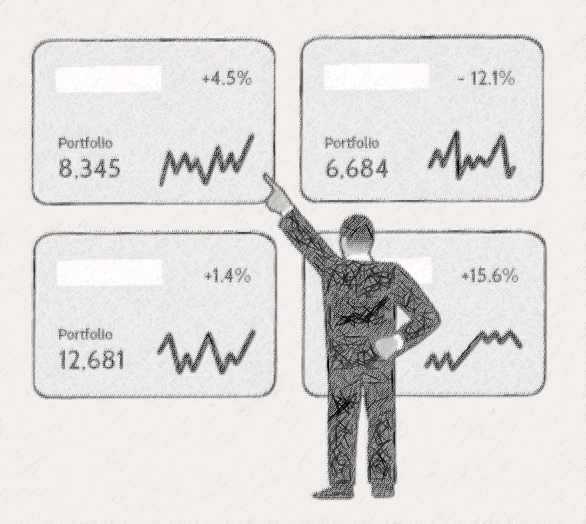 +4.5%
Portfolio
8,345
- 12.1%
Portfolio
6,684
+1.4%
Portfolio
12,681
+15.6%